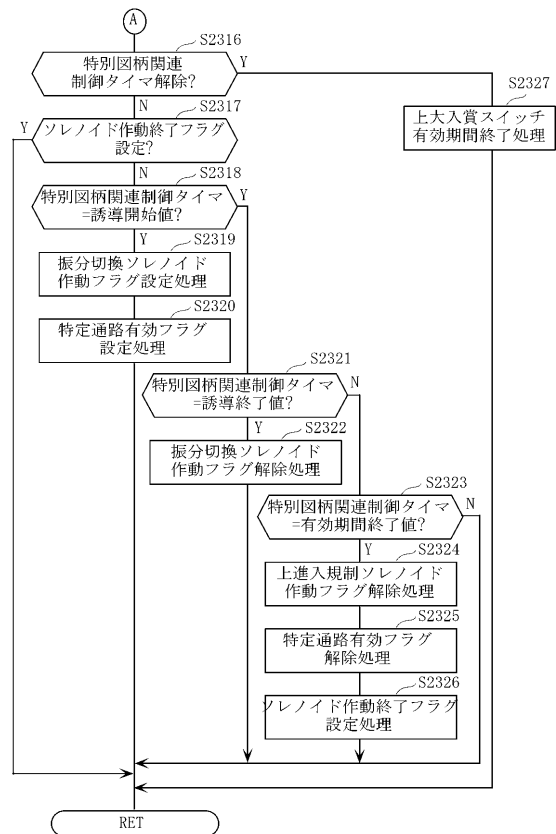 A
S2316
特別図柄関連
制御タイマ解除?
Y
N
S2317
ソレノイド作動終了フラグ
設定?
Y
N
S2318
特別図柄関連制御タイマ
=誘導開始値?
Y
Y
S2319
振分切換ソレノイド
作動フラグ設定処理
S2320
特定通路有効フラグ
設定処理
S2321
特別図柄関連制御タイマ
=誘導終了値?
N
Y
S2322
振分切換ソレノイド
作動フラグ解除処理
S2323
特別図柄関連制御タイマ
=有効期間終了値?
N
Y
S2324
上進入規制ソレノイド
作動フラグ解除処理
S2325
特定通路有効フラグ
解除処理
S2326
ソレノイド作動終了フラグ
設定処理
S2327
上大入賞スイッチ
有効期間終了処理
RET